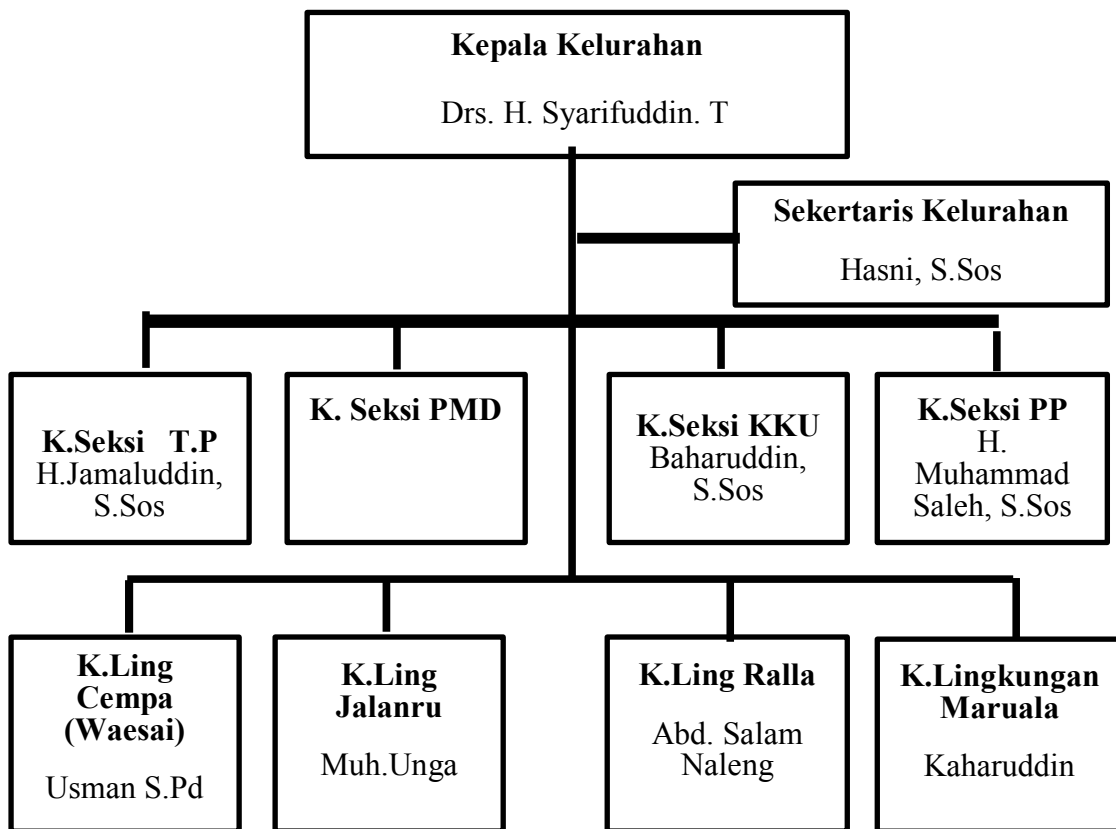 Kepala Kelurahan
Drs. H. Syarifuddin. T
Sekertaris Kelurahan
Hasni, S.Sos
K.Seksi T.P
H.Jamaluddin,
S.Sos
K. Seksi PMD
K.Seksi KKU
Baharuddin,
S.Sos
K.Seksi PP
H.
Muhammad
Saleh, S.Sos
K.Ling
Cempa
(Waesai)
Usman S.Pd
K.Ling
Jalanru
Muh.Unga
K.Ling Ralla
Abd. Salam
Naleng
K.Lingkungan
Maruala
Kaharuddin